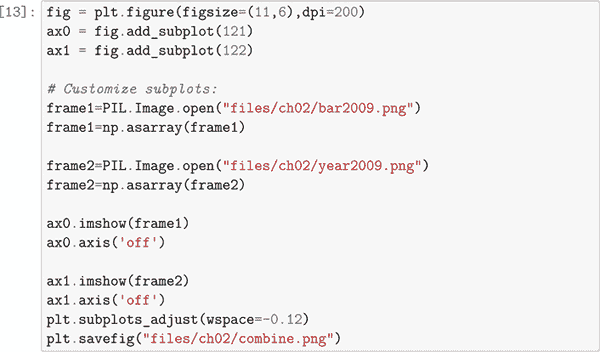 [13]: fig = plt.figure(figsize=(11,6),dpi=200)
ax0 = fig.add_subplot(121)
ax1 = fig.add_subplot(122)
# Customize subplots:
frame1=PIL.Image.open("files/ch02/bar2009.png")
frame1=np.asarray(frame1)
frame2=PIL.Image.open("files/ch02/year2009.png")
frame2=np.asarray(frame2)
ax0.imshow(frame1)
ax0.axis('off')
ax1.imshow(frame2)
ax1.axis('off')
plt.subplots_adjust(wspace=-0.12)
plt.savefig("files/ch02/combine.png")